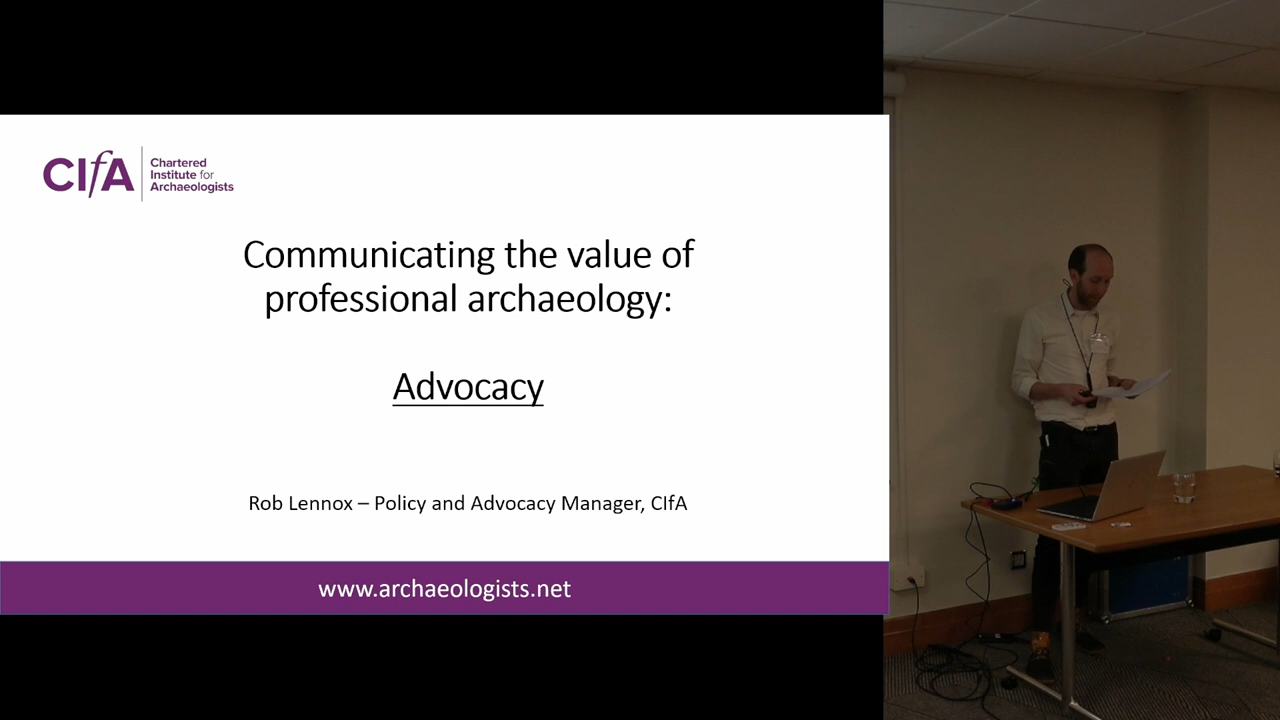 CIfA
Chartered
Institute for
Archaeologists
Communicating the value of
professional archaeology:
Advocacy
Rob Lennox – Policy and Advocacy Manager, CIfA
www.archaeologists.net